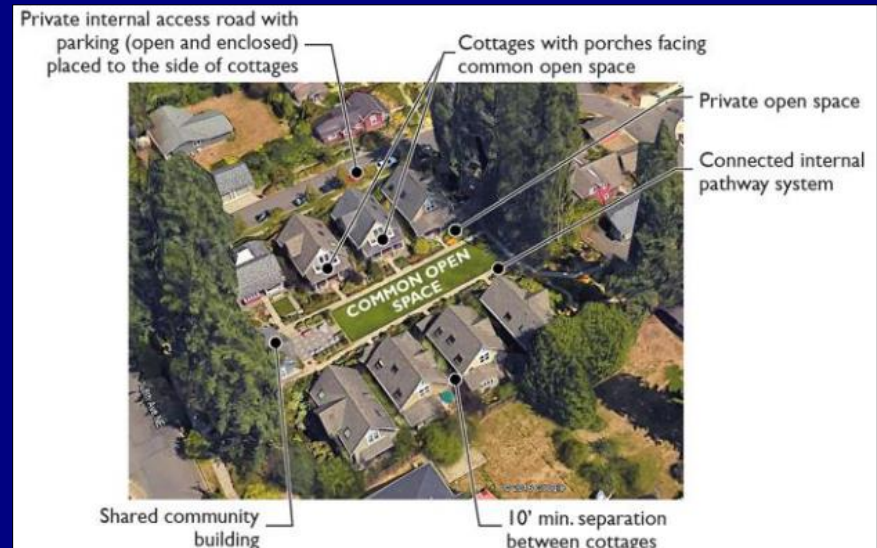 Private internal access road with
parking (open and enclosed)
placed to the side of cottages
Cottages with porches facing
common open space
Private open space
Connected internal
pathway system
COMMON OPEN
SPACE
Shared community
building
10' min. separation
between cottages